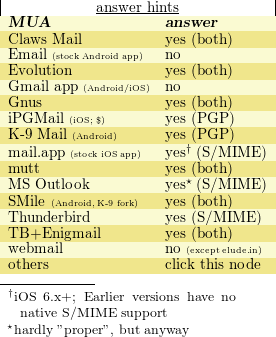 answer hints
MUA answer
Claws Mail yes (both)
Email (stock Android app) no
Evolution yes (both)
Gmail app (Android/iOS) no
Gnus yes (both)
iPGMail (iOS; $) yes (PGP)
K-9 Mail (Android) yes (PGP)
mail.app (stock iOS app) yes† (S/MIME)
mutt yes (both)
MS Outlook yes⋆ (S/MIME)
SMile (Android, K-9 fork) yes (both)
Thunderbird yes (S/MIME)
TB+Enigmail yes (both)
webmail no (except elude.in)
others click this node
†iOS 6.x+; Earlier versions have no
native S/MIME support
⋆hardly "proper", but anyway